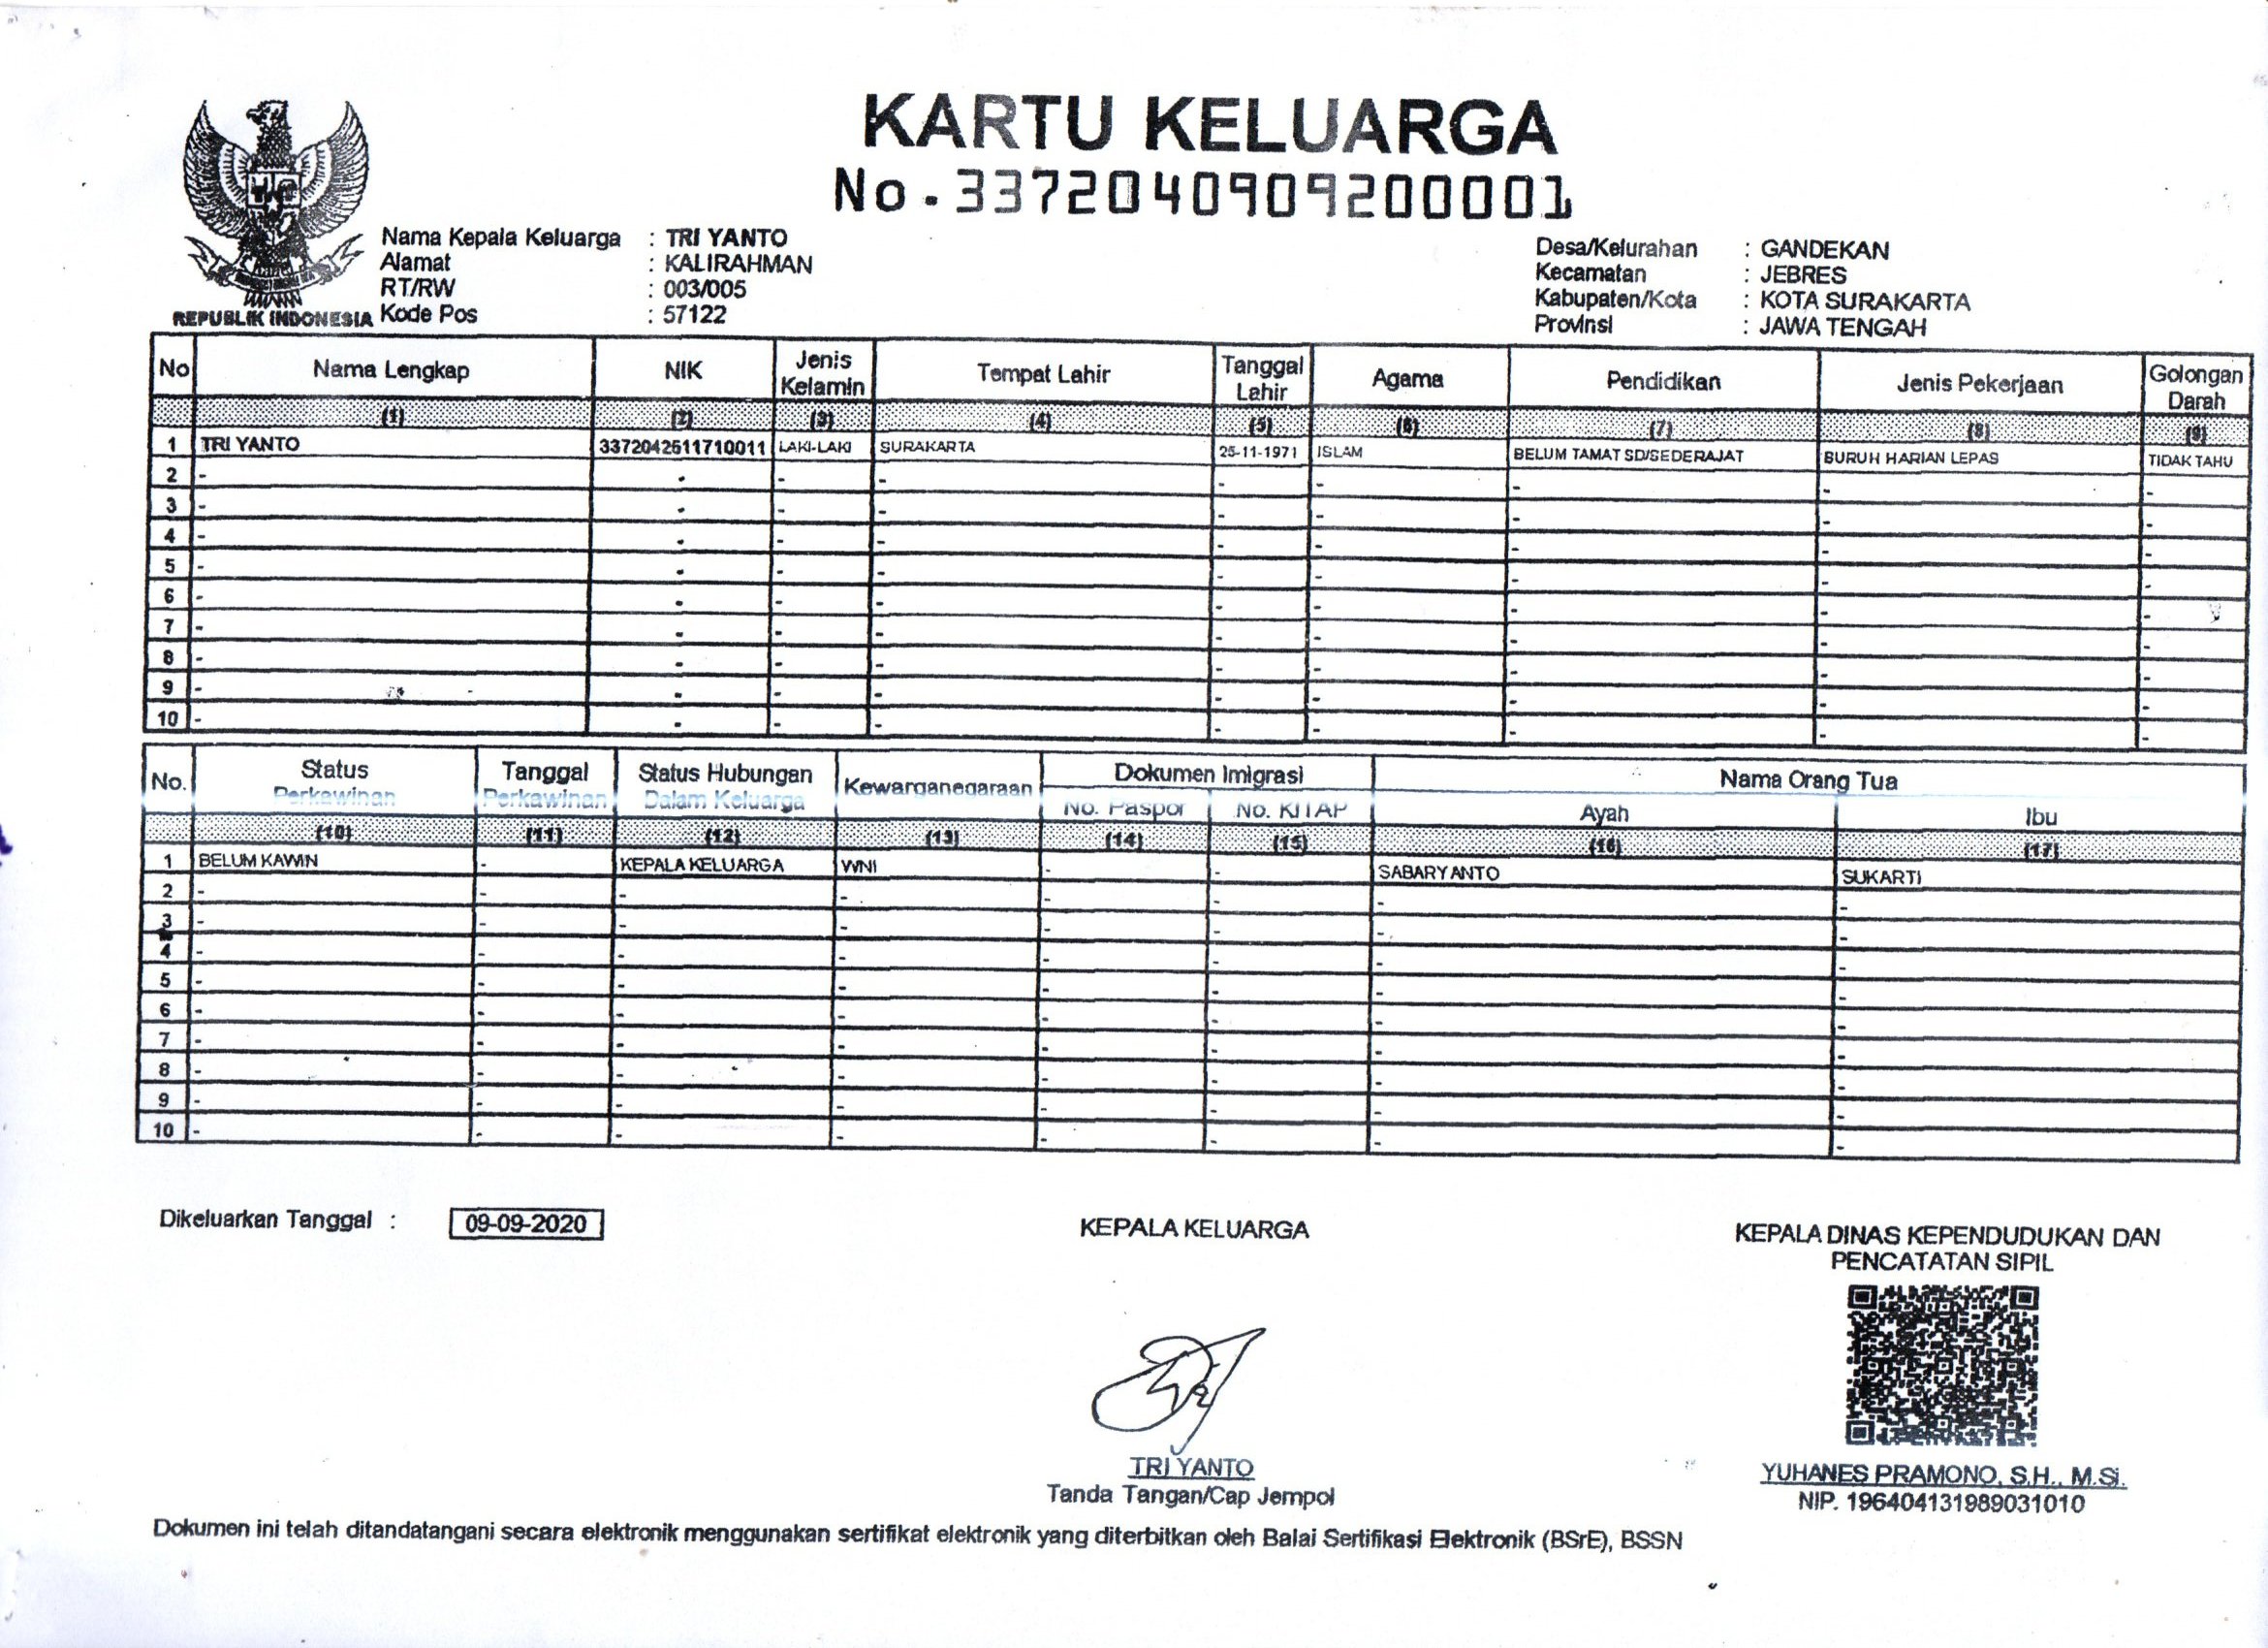 KARTU KELUARGA
No. 3372040909200001
REPUBLIK INDONESIA
Nama Kepala Keluarga : TRI YANTO
Alamat : KALIRAHMAN
RT/RW : 003/005
Kode Pos : 57122
Desa/Kelurahan : GANDEKAN
Kecamatan : JEBRES
Kabupaten/Kota : KOTA SURAKARTA
Provinsi : JAWA TENGAH
No Nama Lengkap NIK Jenis Kelamin Tempat Lahir Tanggal Lahir Agama Pendidikan Jenis Pekerjaan Golongan Darah
(1) (2) (3) (4) (5) (6) (7) (8) (9)
1 TRI YANTO 3372042511710011 LAKI-LAKI SURAKARTA 25-11-1971 ISLAM BELUM TAMAT SD/SEDERAJAT BURUH HARIAN LEPAS TIDAK TAHU
2 - - - - - - - - -
3 - - - - - - - - -
4 - - - - - - - - -
5 - - - - - - - - -
6 - - - - - - - - -
7 - - - - - - - - -
8 - - - - - - - - -
9 - - - - - - - - -
10 - - - - - - - - -
No. Status Perkawinan Tanggal Perkawinan Status Hubungan Dalam Keluarga Kewarganegaraan Dokumen Imigrasi Nama Orang Tua
No. Paspor No. KITAP Ayah Ibu
(10) (11) (12) (13) (14) (15) (16) (17)
1 BELUM KAWIN - KEPALA KELUARGA WNI - - SABARYANTO SUKARTI
2 - - - - - - - -
3 - - - - - - - -
4 - - - - - - - -
5 - - - - - - - -
6 - - - - - - - -
7 - - - - - - - -
8 - - - - - - - -
9 - - - - - - - -
10 - - - - - - - -
Dikeluarkan Tanggal : 09-09-2020
KEPALA KELUARGA
TRI YANTO
Tanda Tangan/Cap Jempol
KEPALA DINAS KEPENDUDUKAN DAN
PENCATATAN SIPIL
YUHANES PRAMONO, S.H., M.Si.
NIP. 196404131989031010
Dokumen ini telah ditandatangani secara elektronik menggunakan sertifikat elektronik yang diterbitkan oleh Balai Sertifikasi Elektronik (BSrE), BSSN